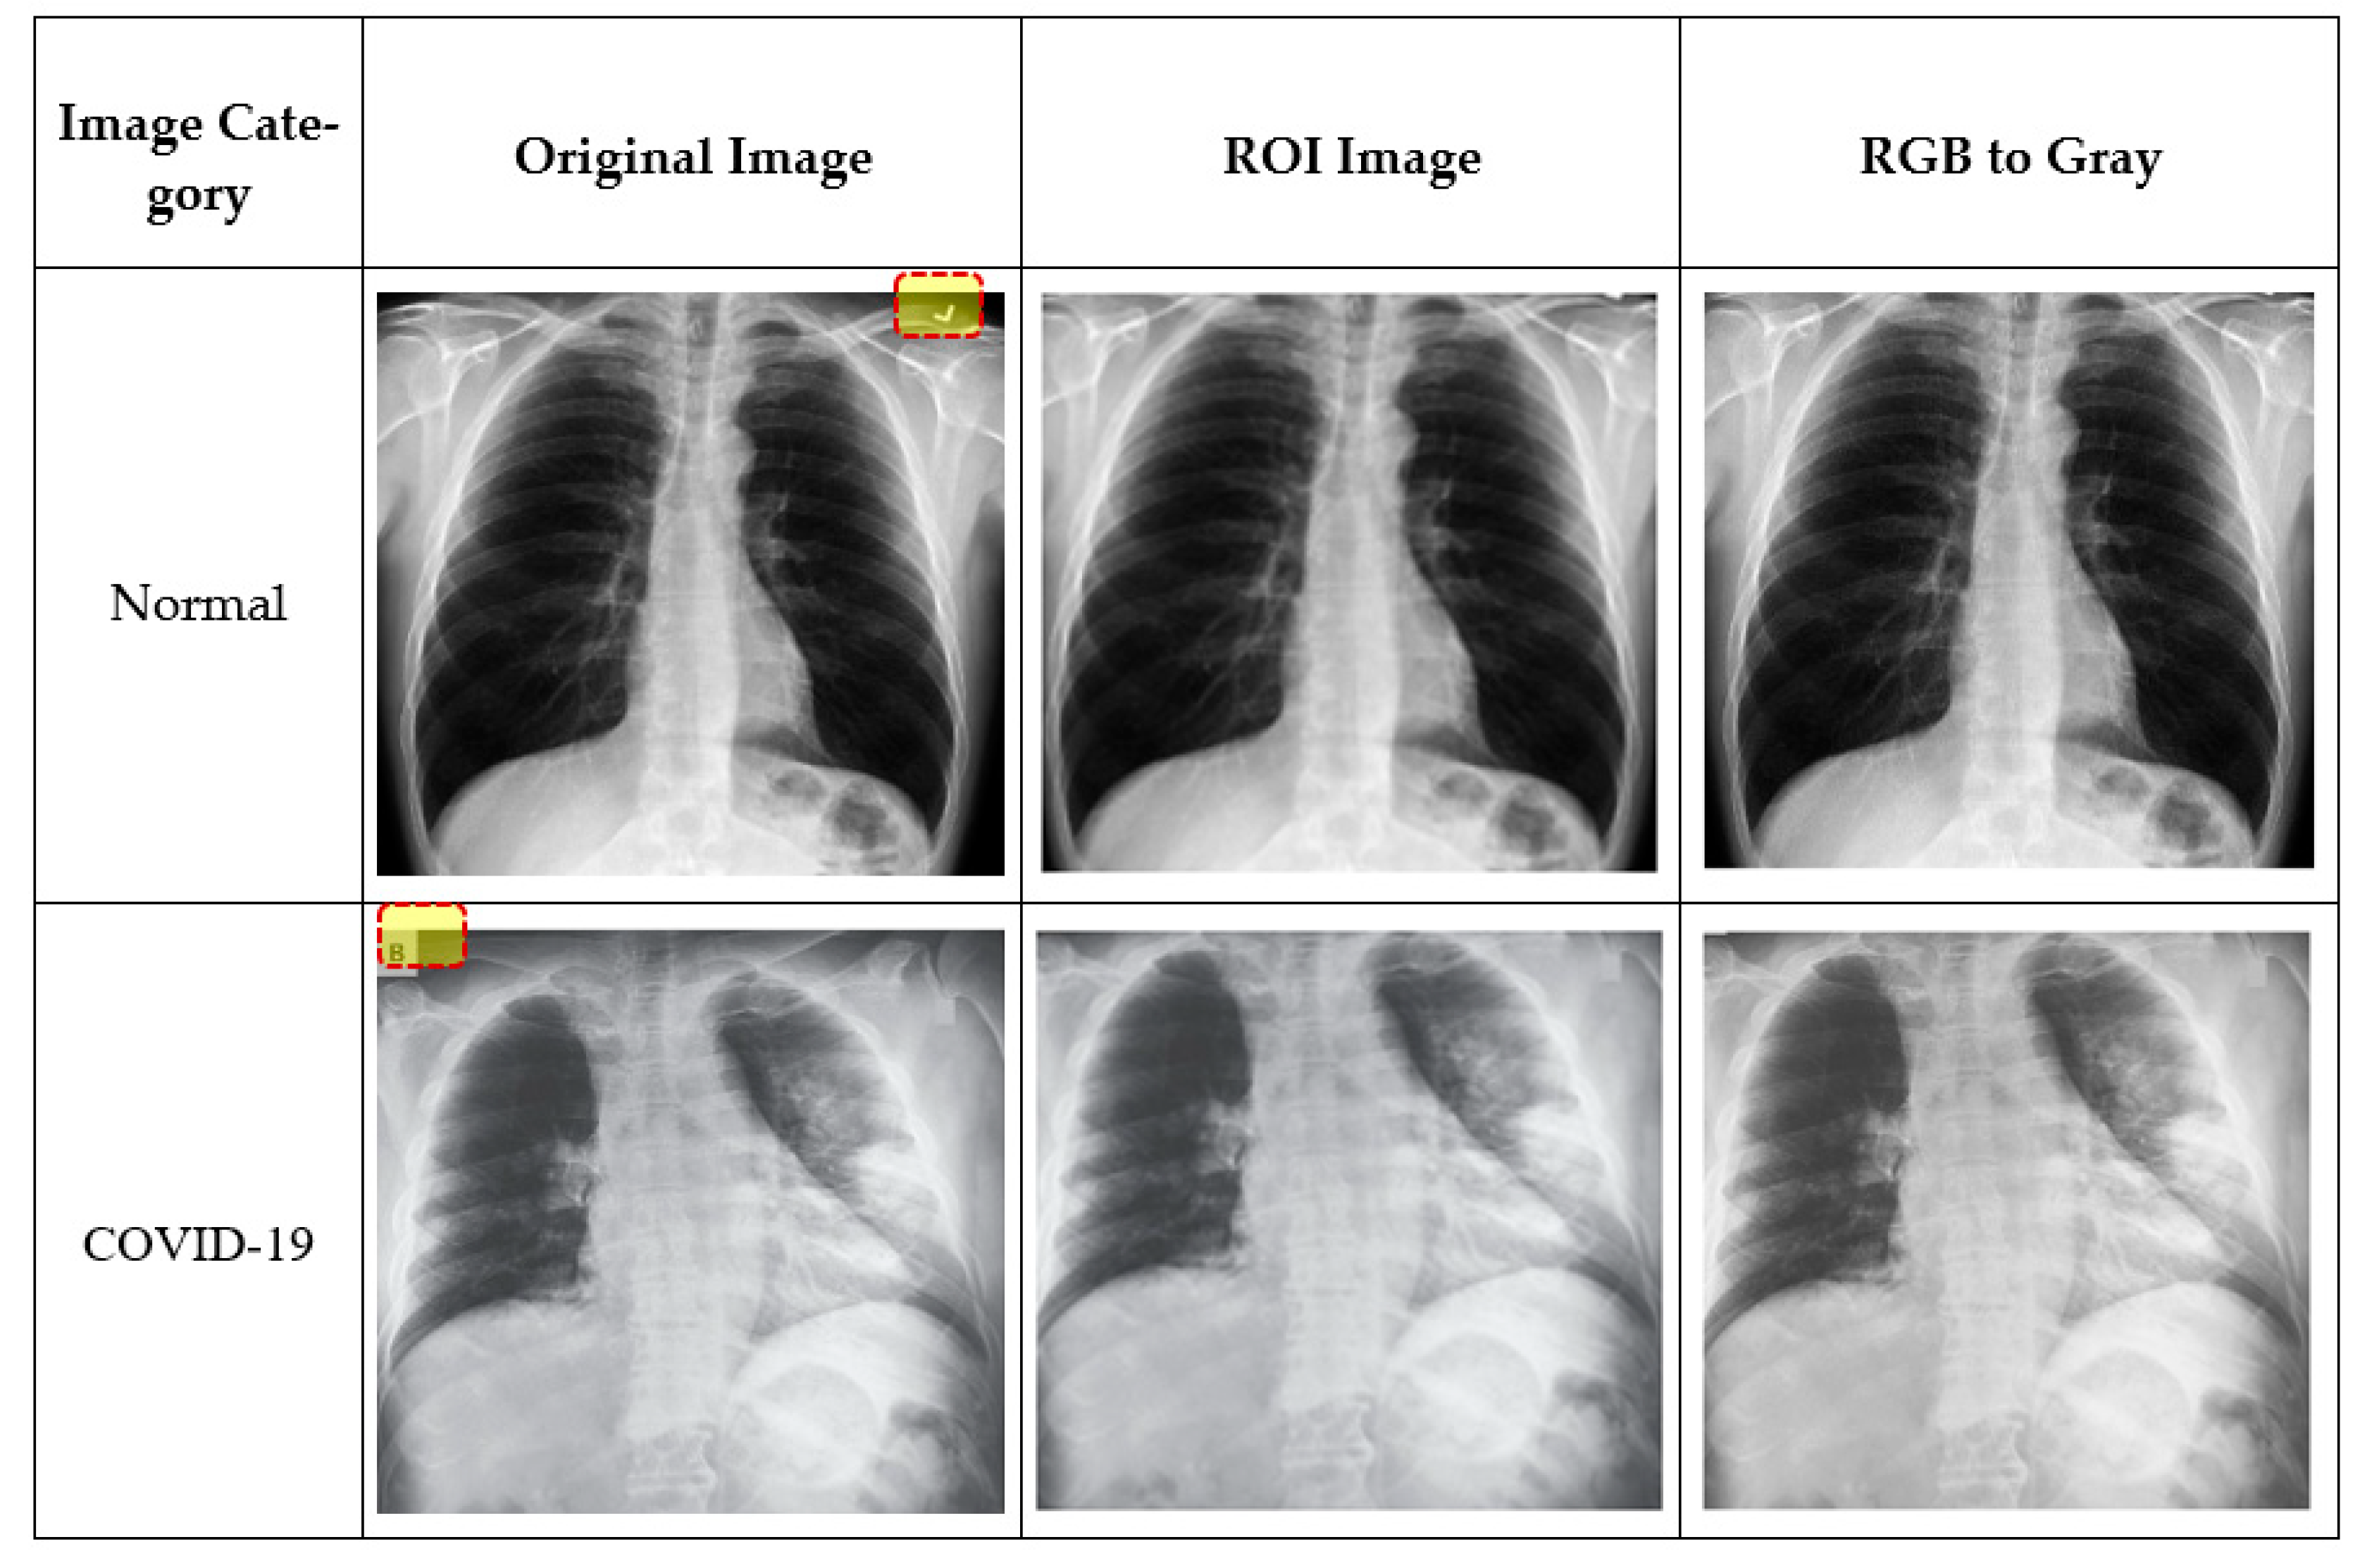 Image Cate-
gory
Original Image
ROI Image
RGB to Gray
Normal
COVID-19
B